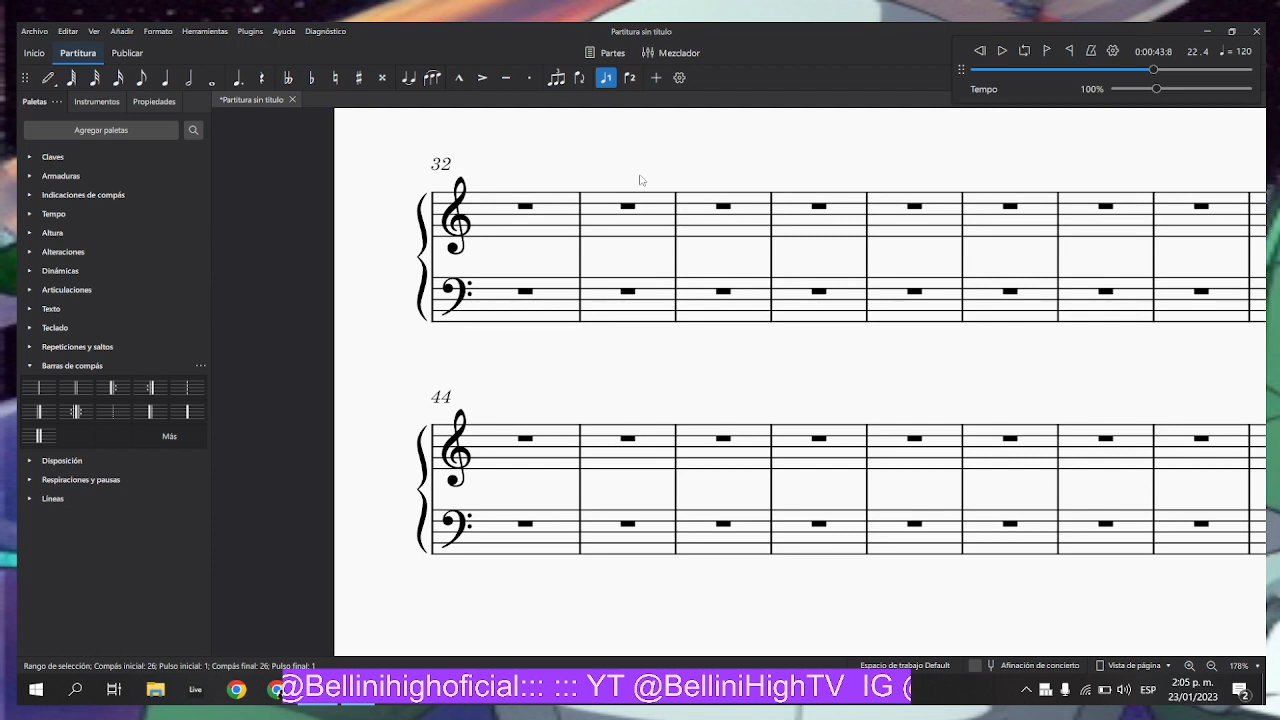 Archivo Editar Ver Añadir Formato Herramientas Plugins Ayuda Diagnóstico
Partitura sin título
Inicio Partitura Publicar
Partes Mezclador
0:00:43:8 22 . 4 = 120
Tempo 100%
1 2
Paletas Instrumentos Propiedades
*Partitura sin título
Agregar paletas
Claves
Armaduras
Indicaciones de compás
Tempo
Altura
Alteraciones
Dinámicas
Articulaciones
Texto
Teclado
Repeticiones y saltos
Barras de compás
Más
Disposición
Respiraciones y pausas
Líneas
32
44
Rango de selección; Compás inicial: 26; Pulso inicial: 1; Compás final: 26; Pulso final: 1
Espacio de trabajo Default
Afinación de concierto
Vista de página
178%
Live
@Bellinihighoficial::: ::: YT @BelliniHighTV IG @
ESP
2:05 p. m.
23/01/2023
2